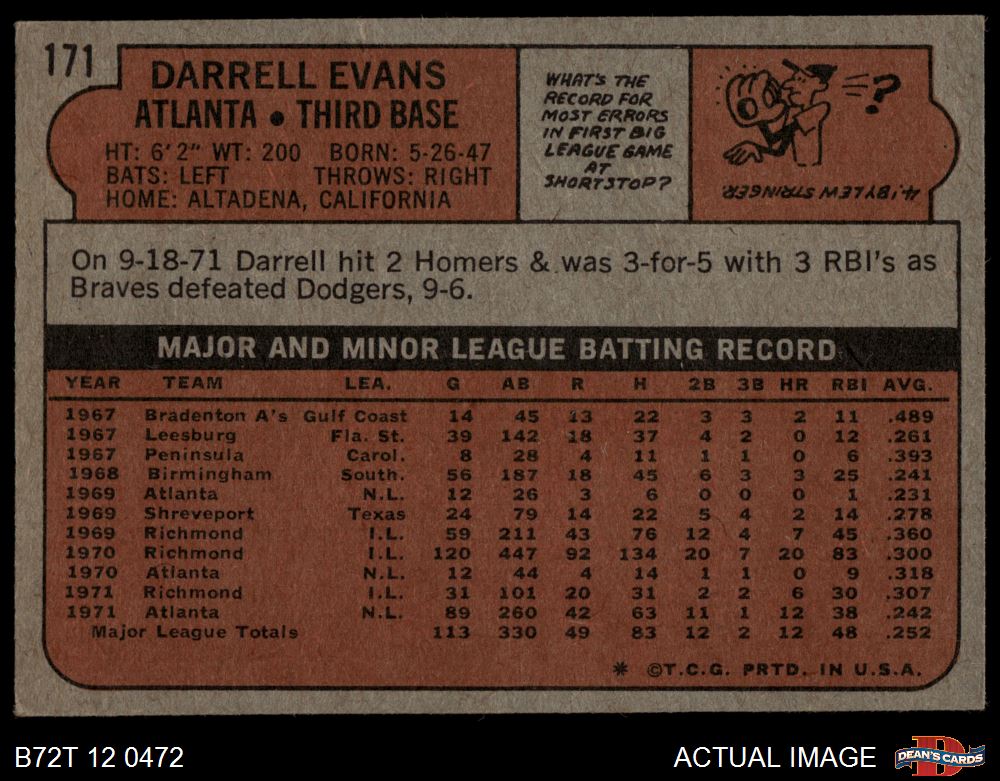 171
DARRELL EVANS
ATLANTA • THIRD BASE
HT: 6'2" WT: 200 BORN: 5-26-47
BATS: LEFT THROWS: RIGHT
HOME: ALTADENA, CALIFORNIA
WHAT'S THE
RECORD FOR
MOST ERRORS
IN FIRST BIG
LEAGUE GAME
AT
SHORTSTOP?
?
4, BY LEW STRINGER
On 9-18-71 Darrell hit 2 Homers & was 3-for-5 with 3 RBI's as
Braves defeated Dodgers, 9-6.
MAJOR AND MINOR LEAGUE BATTING RECORD
YEAR TEAM LEA. G AB R H 2B 3B HR RBI AVG.
1967 Bradenton A's Gulf Coast 14 45 13 22 3 3 2 11 .489
1967 Leesburg Fla. St. 39 142 18 37 4 2 0 12 .261
1967 Peninsula Carol. 8 28 4 11 1 1 0 6 .393
1968 Birmingham South. 56 187 18 45 6 3 3 25 .241
1969 Atlanta N.L. 12 26 3 6 0 0 0 1 .231
1969 Shreveport Texas 24 79 14 22 5 4 2 14 .278
1969 Richmond I.L. 59 211 43 76 12 4 7 45 .360
1970 Richmond I.L. 120 447 92 134 20 7 20 83 .300
1970 Atlanta N.L. 12 44 4 14 1 1 0 9 .318
1971 Richmond I.L. 31 101 20 31 2 2 6 30 .307
1971 Atlanta N.L. 89 260 42 63 11 1 12 38 .242
Major League Totals 113 330 49 83 12 2 12 48 .252
* ©T.C.G. PRTD. IN U.S.A.
B72T 12 0472
ACTUAL IMAGE
D
DEAN'S CARDS